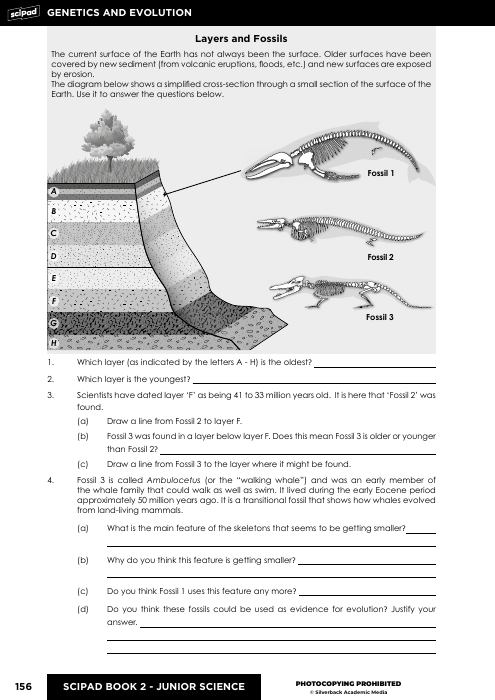 scipad GENETICS AND EVOLUTION
Layers and Fossils
The current surface of the Earth has not always been the surface. Older surfaces have been
covered by new sediment (from volcanic eruptions, floods, etc.) and new surfaces are exposed
by erosion.
The diagram below shows a simplified cross-section through a small section of the surface of the
Earth. Use it to answer the questions below.
A
B
C
D
E
F
G
H
Fossil 1
Fossil 2
Fossil 3
1. Which layer (as indicated by the letters A - H) is the oldest?
2. Which layer is the youngest?
3. Scientists have dated layer 'F' as being 41 to 33 million years old. It is here that 'Fossil 2' was
found.
(a) Draw a line from Fossil 2 to layer F.
(b) Fossil 3 was found in a layer below layer F. Does this mean Fossil 3 is older or younger
than Fossil 2?
(c) Draw a line from Fossil 3 to the layer where it might be found.
4. Fossil 3 is called Ambulocetus (or the "walking whale") and was an early member of
the whale family that could walk as well as swim. It lived during the early Eocene period
approximately 50 million years ago. It is a transitional fossil that shows how whales evolved
from land-living mammals.
(a) What is the main feature of the skeletons that seems to be getting smaller?
(b) Why do you think this feature is getting smaller?
(c) Do you think Fossil 1 uses this feature any more?
(d) Do you think these fossils could be used as evidence for evolution? Justify your
answer.
156 SCIPAD BOOK 2 - JUNIOR SCIENCE PHOTOCOPYING PROHIBITED
© Silverback Academic Media